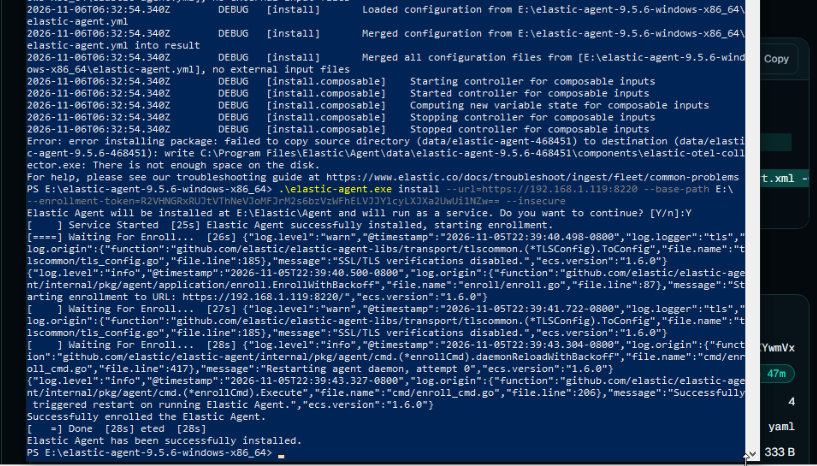 2026-11-06T06:32:54.340Z DEBUG [install] Loaded configuration from E:\elastic-agent-9.5.6-windows-x86_64\
elastic-agent.yml
2026-11-06T06:32:54.340Z DEBUG [install] Merged configuration from E:\elastic-agent-9.5.6-windows-x86_64\
elastic-agent.yml into result
2026-11-06T06:32:54.340Z DEBUG [install] Merged all configuration files from [E:\elastic-agent-9.5.6-wind
ows-x86_64\elastic-agent.yml], no external input files
2026-11-06T06:32:54.340Z DEBUG [install.composable] Starting controller for composable inputs
2026-11-06T06:32:54.340Z DEBUG [install.composable] Started controller for composable inputs
2026-11-06T06:32:54.340Z DEBUG [install.composable] Computing new variable state for composable inputs
2026-11-06T06:32:54.340Z DEBUG [install.composable] Stopping controller for composable inputs
2026-11-06T06:32:54.340Z DEBUG [install.composable] Stopped controller for composable inputs
Error: error installing package: failed to copy source directory (data/elastic-agent-468451) to destination (data/elasti
c-agent-9.5.6-468451): write C:\Program Files\Elastic\Agent\data\elastic-agent-9.5.6-468451\components\elastic-otel-coll
ector.exe: There is not enough space on the disk.
For help, please see our troubleshooting guide at https://www.elastic.co/docs/troubleshoot/ingest/fleet/common-problems
PS E:\elastic-agent-9.5.6-windows-x86_64> .\elastic-agent.exe install --url=https://192.168.1.119:8220 --base-path E:\
--insecure
Elastic Agent will be installed at E:\Elastic\Agent and will run as a service. Do you want to continue? [Y/n]:Y
[    ] Service Started  [25s] Elastic Agent successfully installed, starting enrollment.
[====] Waiting For Enroll...  [26s] {"log.level":"warn","@timestamp":"2026-11-05T22:39:40.498-0800","log.logger":"tls","
log.origin":{"function":"github.com/elastic/elastic-agent-libs/transport/tlscommon.(*TLSConfig).ToConfig","file.name":"t
lscommon/tls_config.go","file.line":185},"message":"SSL/TLS verifications disabled.","ecs.version":"1.6.0"}
{"log.level":"info","@timestamp":"2026-11-05T22:39:40.500-0800","log.origin":{"function":"github.com/elastic/elastic-age
nt/internal/pkg/agent/application/enroll.EnrollWithBackoff","file.name":"enroll/enroll.go","file.line":87},"message":"St
arting enrollment to URL: https://192.168.1.119:8220/","ecs.version":"1.6.0"}
[    ] Waiting For Enroll...  [27s] {"log.level":"warn","@timestamp":"2026-11-05T22:39:41.722-0800","log.logger":"tls","
log.origin":{"function":"github.com/elastic/elastic-agent-libs/transport/tlscommon.(*TLSConfig).ToConfig","file.name":"t
lscommon/tls_config.go","file.line":185},"message":"SSL/TLS verifications disabled.","ecs.version":"1.6.0"}
[    ] Waiting For Enroll...  [28s] {"log.level":"info","@timestamp":"2026-11-05T22:39:43.304-0800","log.origin":{"funct
ion":"github.com/elastic/elastic-agent/internal/pkg/agent/cmd.(*enrollCmd).daemonReloadWithBackoff","file.name":"cmd/enr
oll_cmd.go","file.line":417},"message":"Restarting agent daemon, attempt 0","ecs.version":"1.6.0"}
{"log.level":"info","@timestamp":"2026-11-05T22:39:43.327-0800","log.origin":{"function":"github.com/elastic/elastic-age
nt/internal/pkg/agent/cmd.(*enrollCmd).Execute","file.name":"cmd/enroll_cmd.go","file.line":206},"message":"Successfully
 triggered restart on running Elastic Agent.","ecs.version":"1.6.0"}
Successfully enrolled the Elastic Agent.
[   =] Done  [28s] eted  [28s]
Elastic Agent has been successfully installed.
PS E:\elastic-agent-9.5.6-windows-x86_64>
Copy
t.xml
YwmVx
47m
4
yaml
333 B